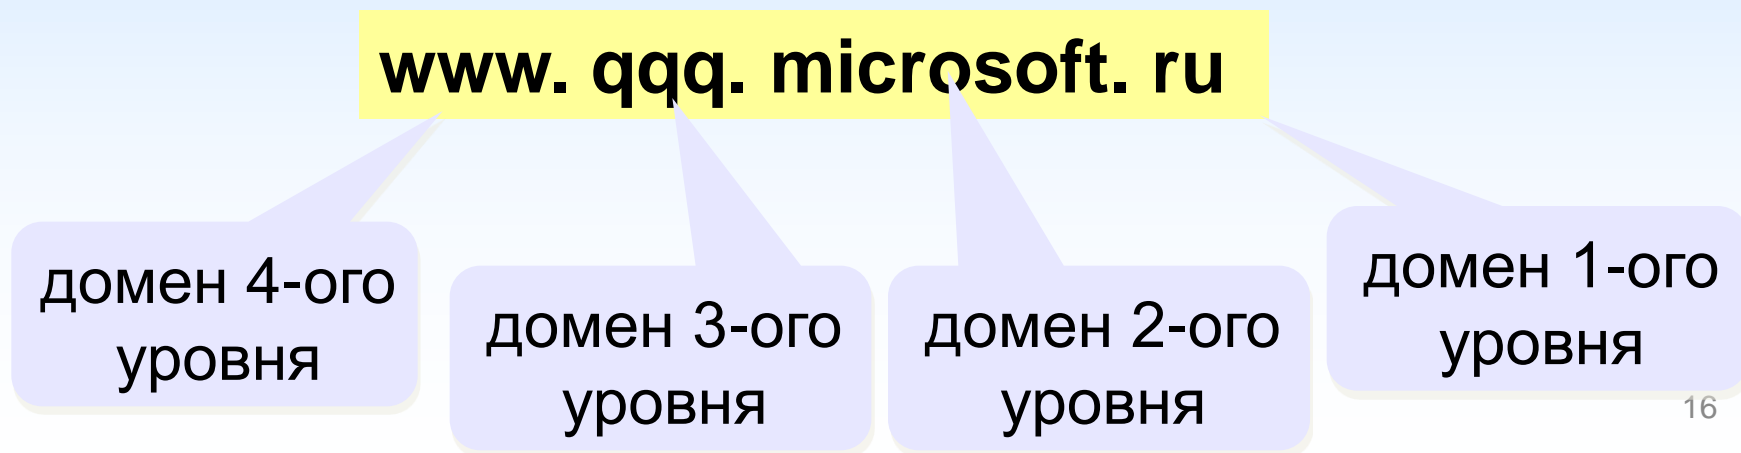 www. qqq. microsoft. ru
домен 4-ого
уровня
домен 3-ого
уровня
домен 2-ого
уровня
домен 1-ого
уровня
16